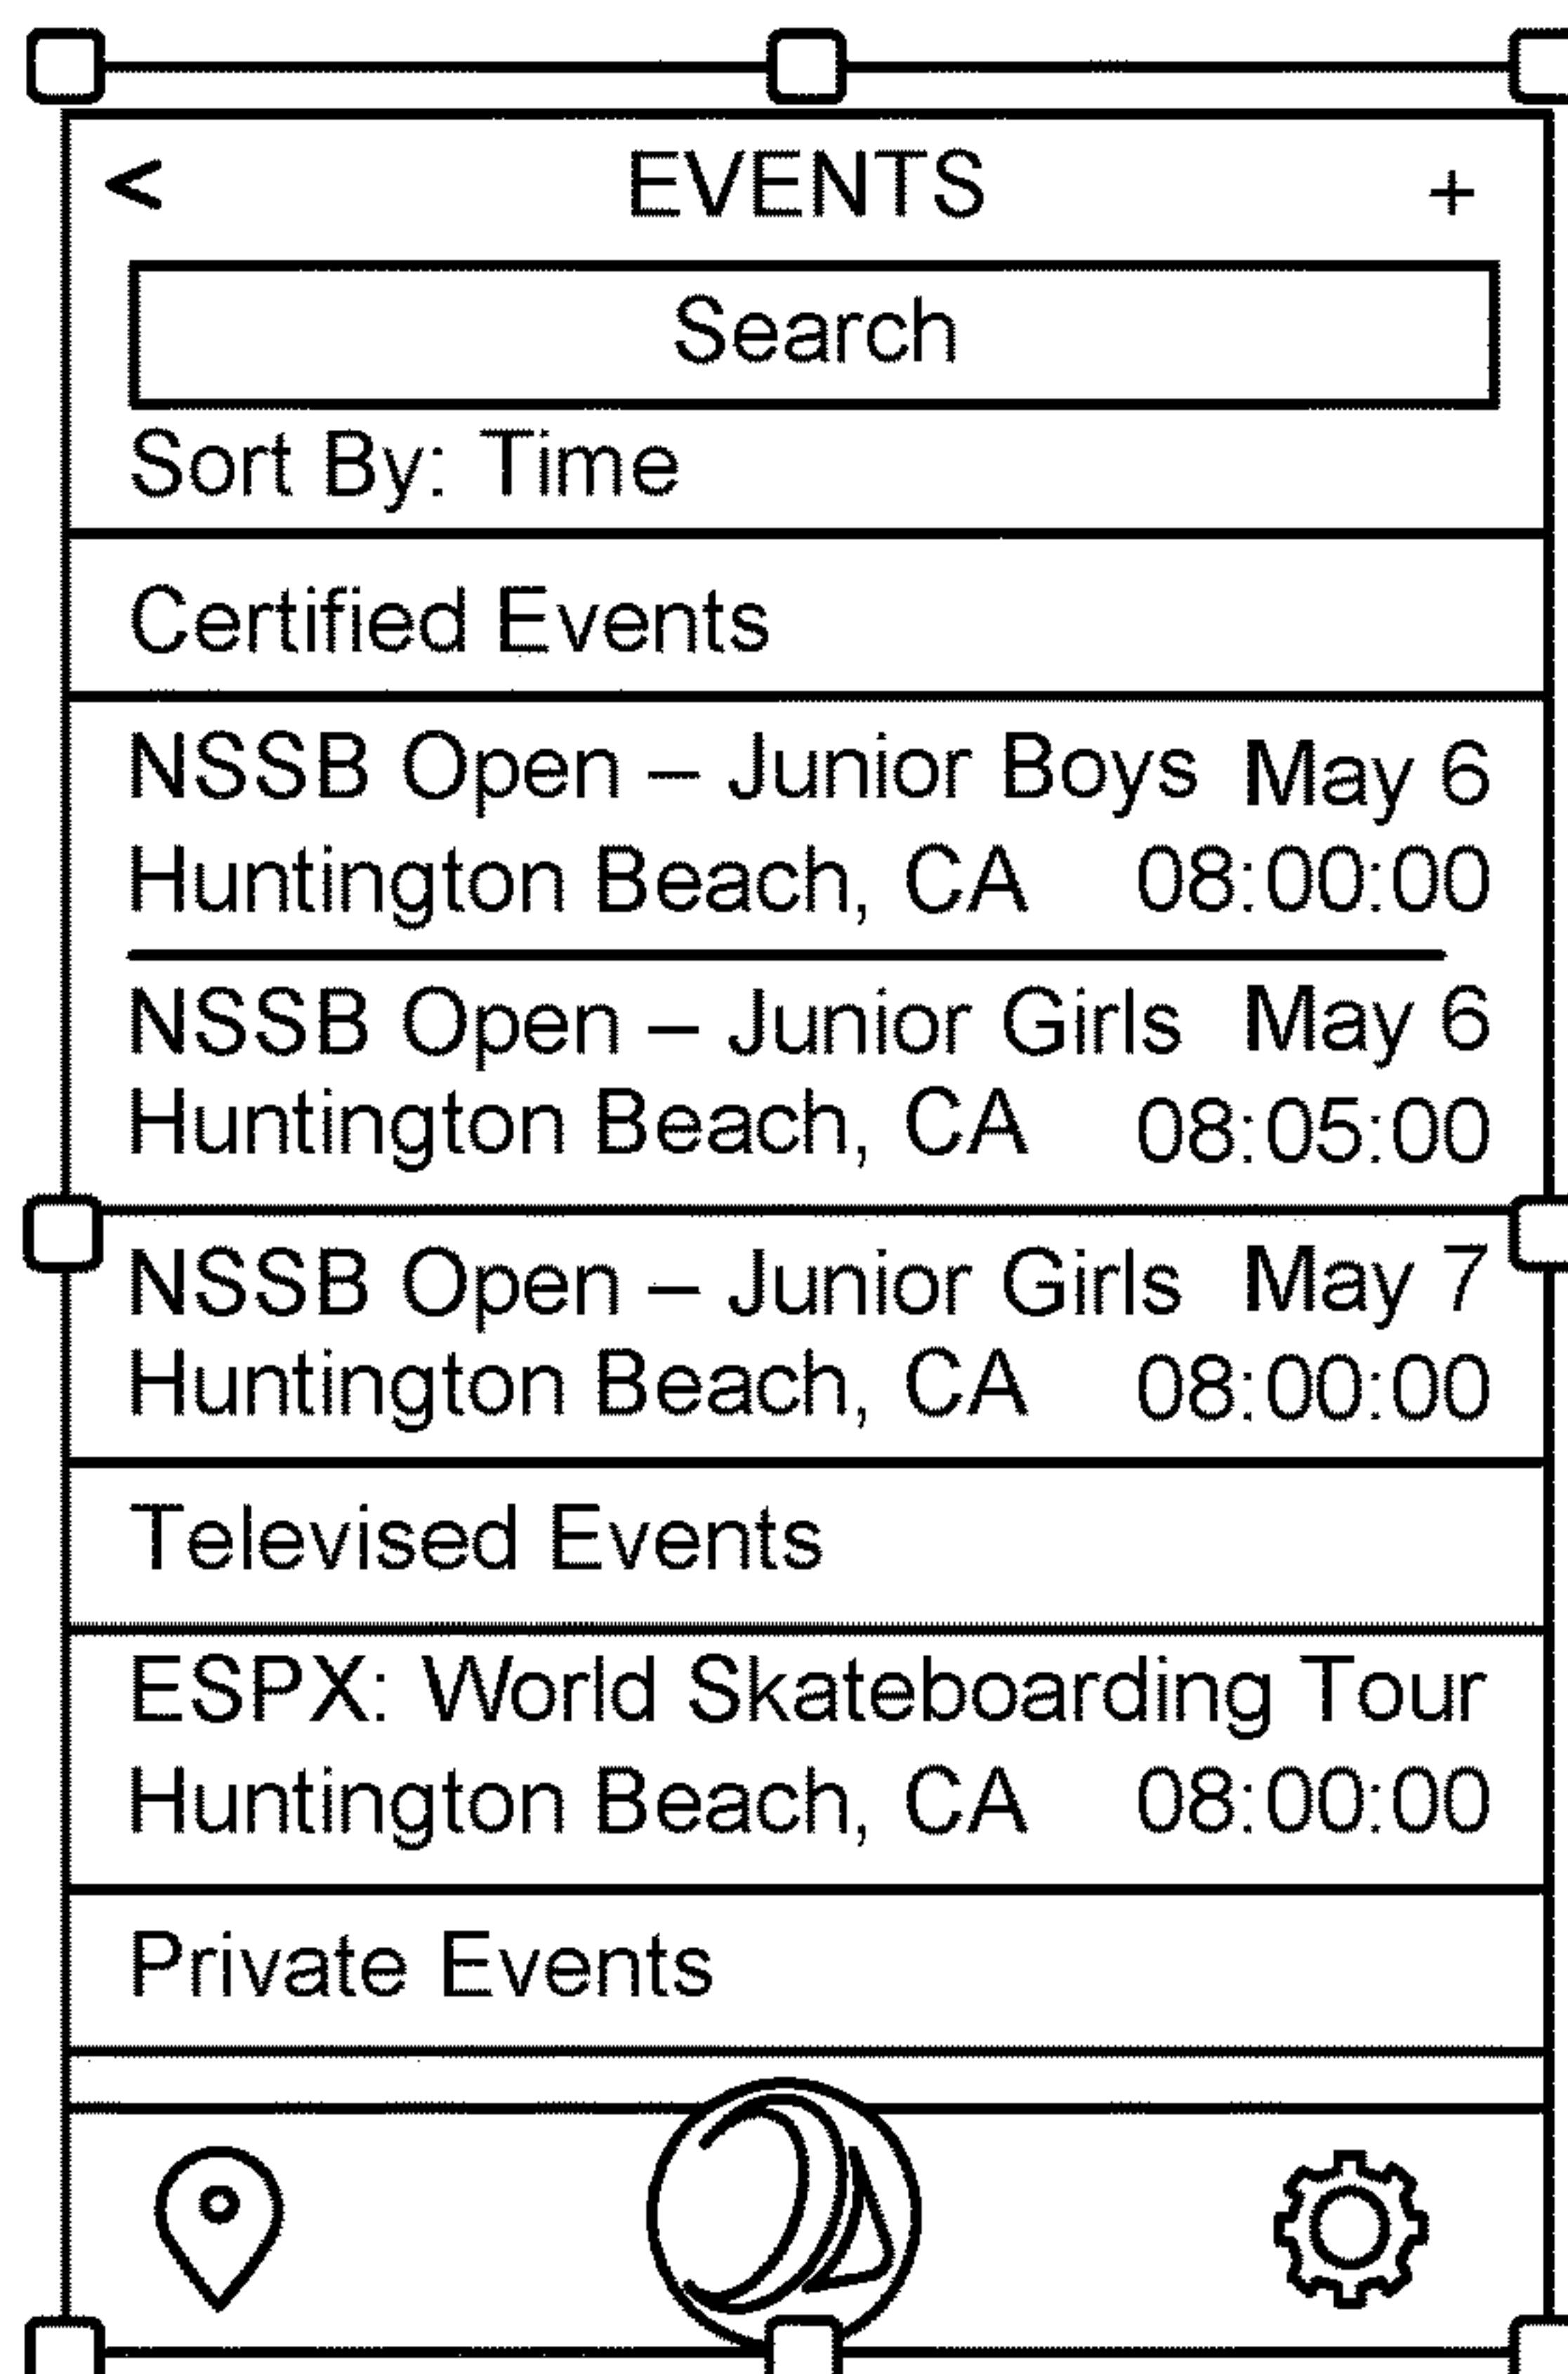 < EVENTS +
Search
Sort By: Time
Certified Events
NSSB Open – Junior Boys May 6
Huntington Beach, CA 08:00:00
NSSB Open – Junior Girls May 6
Huntington Beach, CA 08:05:00
NSSB Open – Junior Girls May 7
Huntington Beach, CA 08:00:00
Televised Events
ESPX: World Skateboarding Tour
Huntington Beach, CA 08:00:00
Private Events